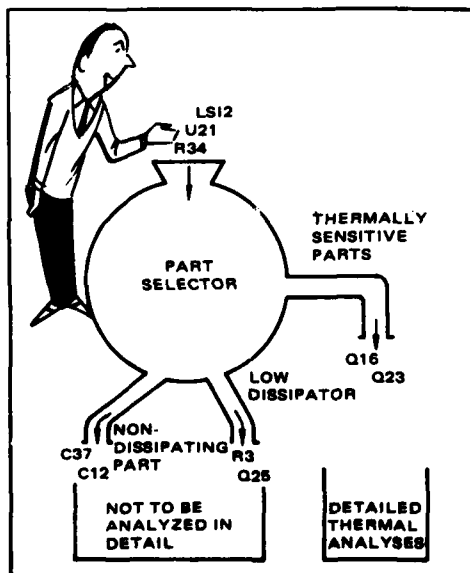 LSI2
U21
R34
PART
SELECTOR
THERMALLY
SENSITIVE
PARTS
Q16
Q23
LOW
DISSIPATOR
NON-
DISSIPATING
PART
C37
C12
R3
Q25
NOT TO BE
ANALYZED IN
DETAIL
DETAILED
THERMAL
ANALYSES